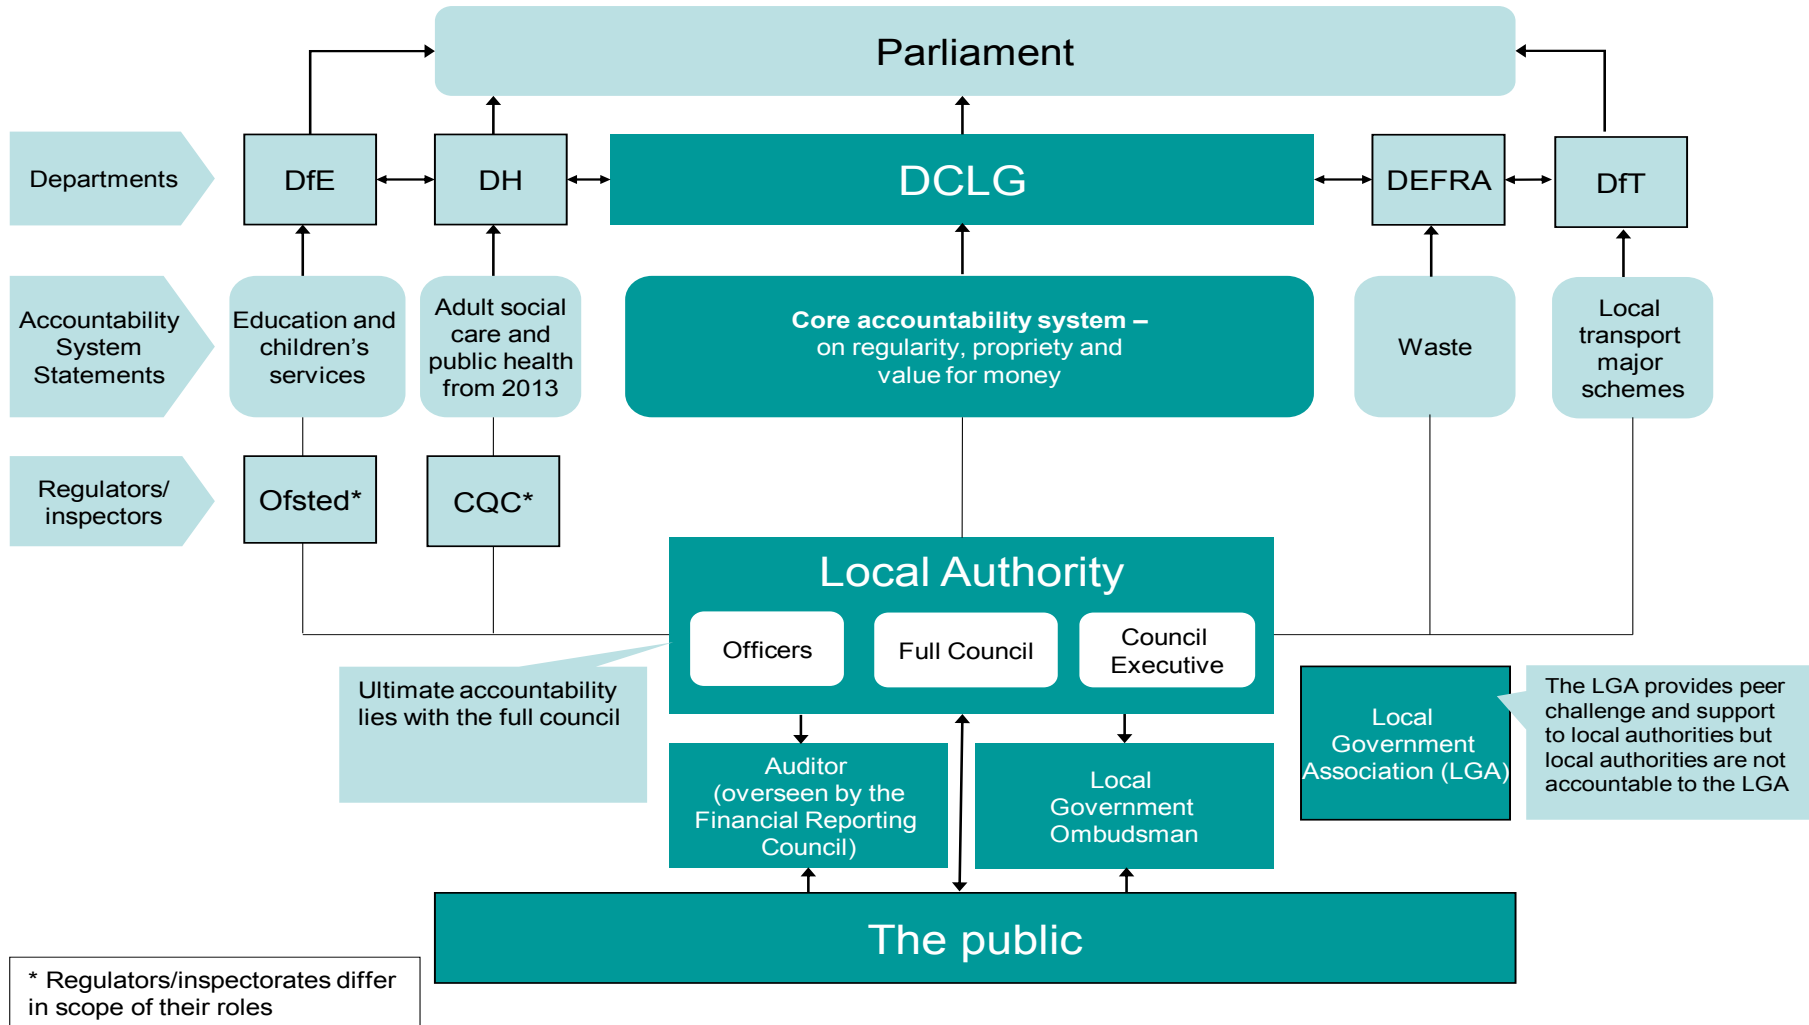 Parliament
Departments
DfE
DH
DCLG
DEFRA
DfT
Accountability
System
Statements
Education and
children’s
services
Adult social
care and
public health
from 2013
Core accountability system –
on regularity, propriety and
value for money
Waste
Local
transport
major
schemes
Regulators/
inspectors
Ofsted*
CQC*
Local Authority
Officers
Full Council
Council
Executive
Ultimate accountability
lies with the full council
Auditor
(overseen by the
Financial Reporting
Council)
Local
Government
Ombudsman
Local
Government
Association (LGA)
The LGA provides peer
challenge and support
to local authorities but
local authorities are not
accountable to the LGA
The public
* Regulators/inspectorates differ
in scope of their roles